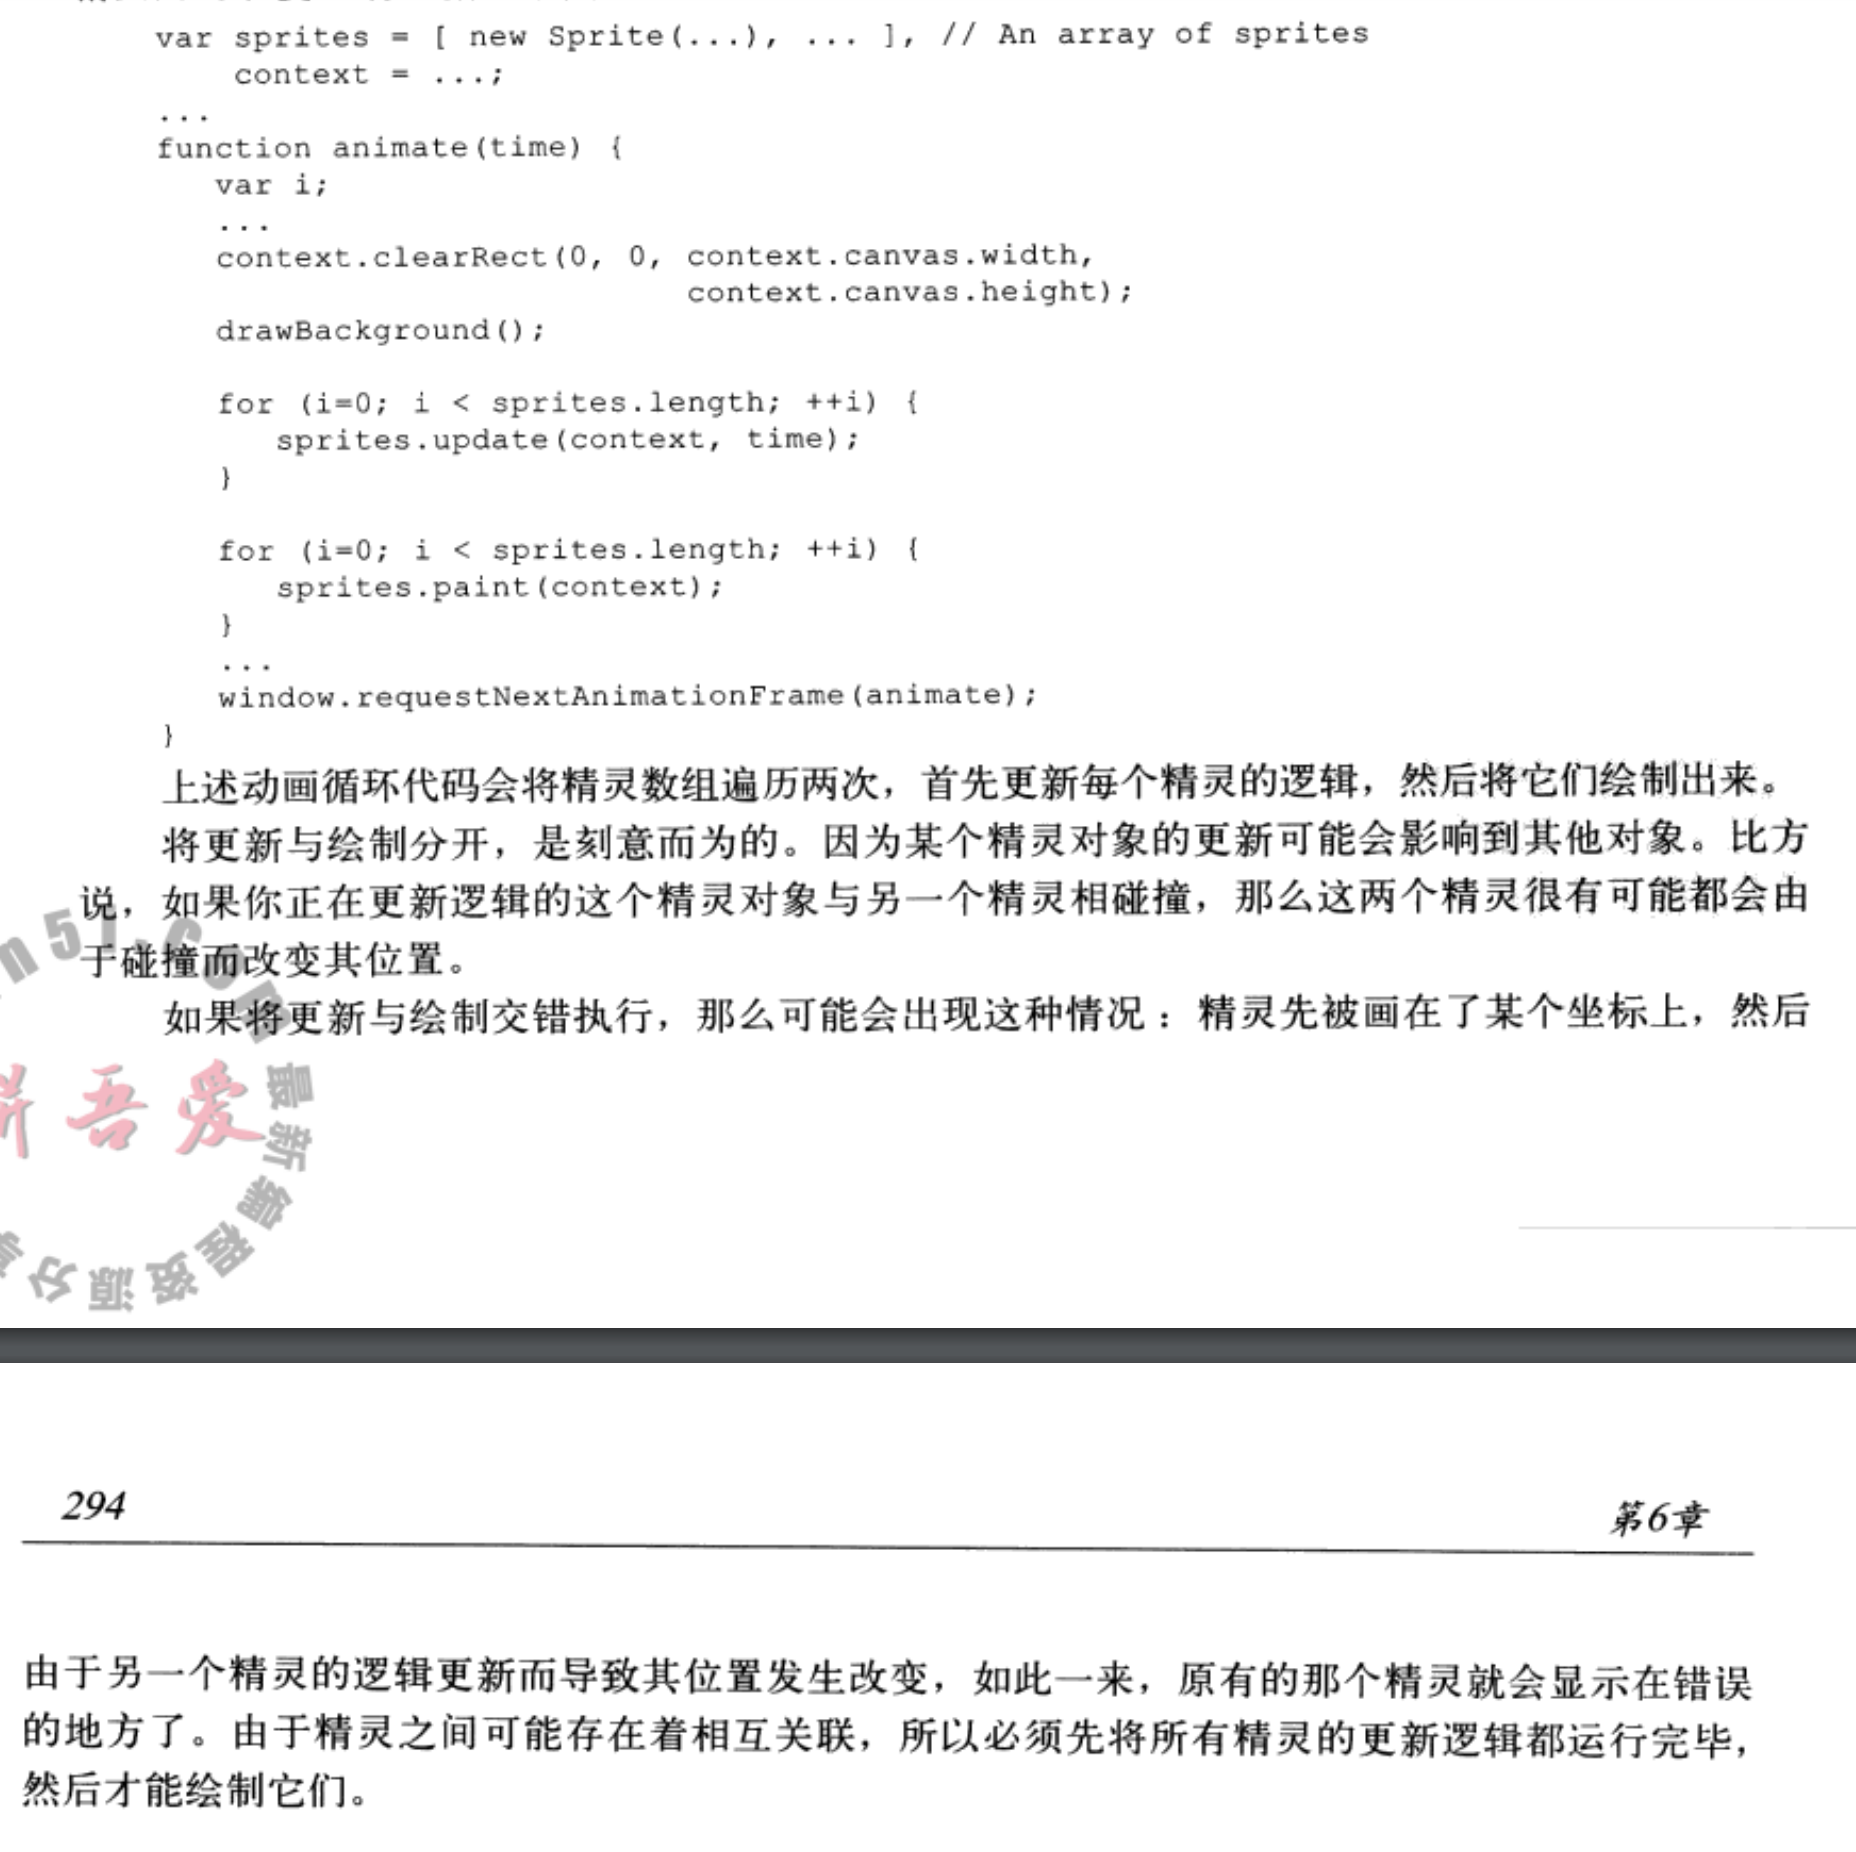 var sprites = [ new Sprite(...), ... ], // An array of sprites
context = ...;
...
function animate(time) {
var i;
...
context.clearRect(0, 0, context.canvas.width,
context.canvas.height);
drawBackground();
for (i=0; i < sprites.length; ++i) {
sprites.update(context, time);
}
for (i=0; i < sprites.length; ++i) {
sprites.paint(context);
}
...
window.requestNextAnimationFrame(animate);
}
上述动画循环代码会将精灵数组遍历两次，首先更新每个精灵的逻辑，然后将它们绘制出来。
将更新与绘制分开，是刻意而为的。因为某个精灵对象的更新可能会影响到其他对象。比方
说，如果你正在更新逻辑的这个精灵对象与另一个精灵相碰撞，那么这两个精灵很有可能都会由
于碰撞而改变其位置。
如果将更新与绘制交错执行，那么可能会出现这种情况：精灵先被画在了某个坐标上，然后
吾爱
最新编程资源分
294
第6章
由于另一个精灵的逻辑更新而导致其位置发生改变，如此一来，原有的那个精灵就会显示在错误
的地方了。由于精灵之间可能存在着相互关联，所以必须先将所有精灵的更新逻辑都运行完毕，
然后才能绘制它们。